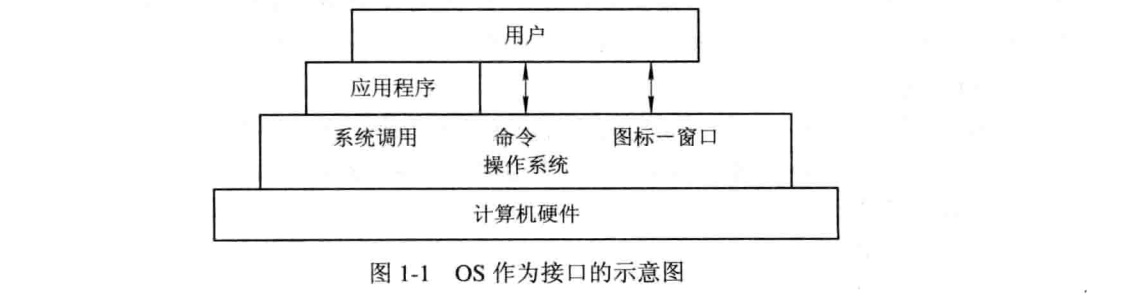 用户
应用程序
系统调用 命令 图标－窗口
操作系统
计算机硬件
图 1-1 OS 作为接口的示意图